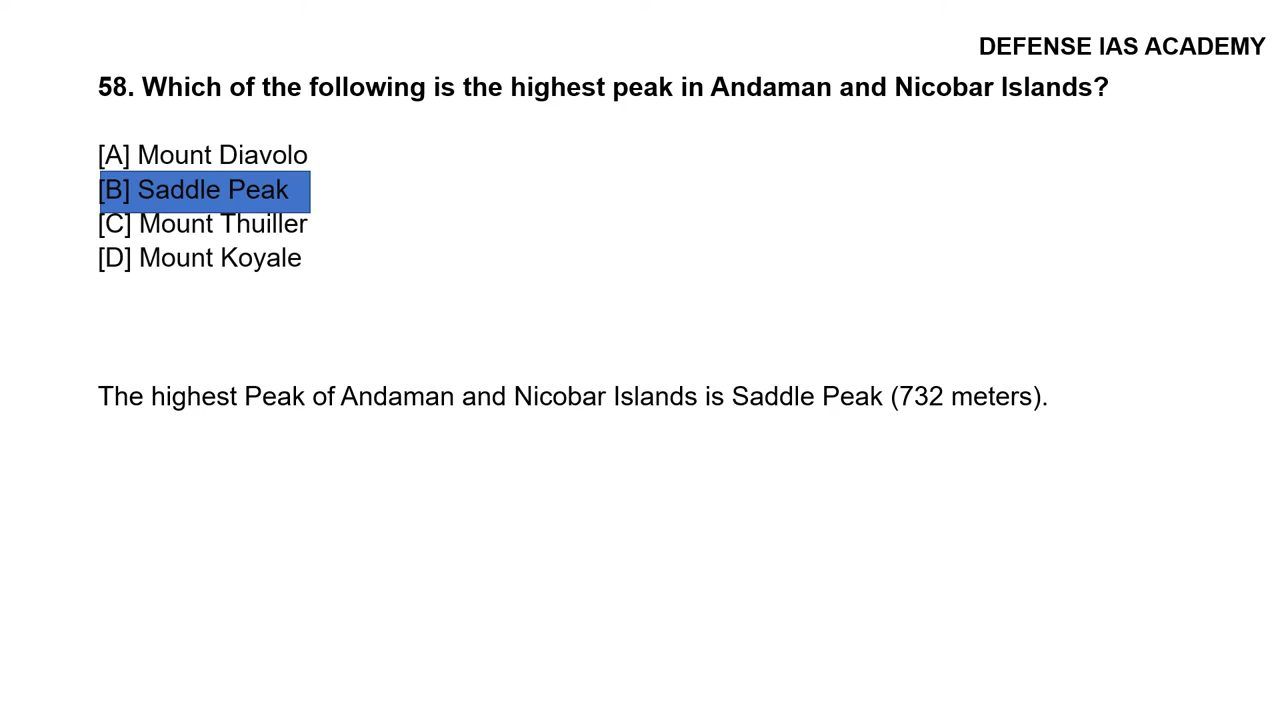 DEFENSE IAS ACADEMY
58. Which of the following is the highest peak in Andaman and Nicobar Islands?
[A] Mount Diavolo
[B] Saddle Peak
[C] Mount Thuiller
[D] Mount Koyale
The highest Peak of Andaman and Nicobar Islands is Saddle Peak (732 meters).